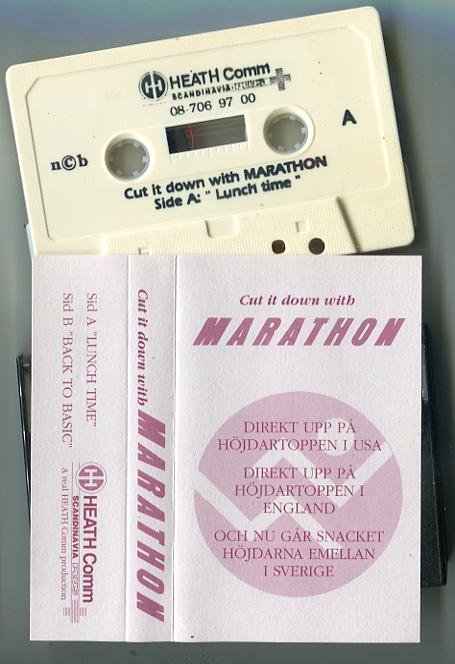 HEATH Comm
SCANDINAVIA
08-706 97 00
A
n©b
Cut it down with MARATHON
Side A: " Lunch time "
Cut it down with
MARATHON
DIREKT UPP PÅ
HÖJDARTOPPEN I USA
DIREKT UPP PÅ
HÖJDARTOPPEN I
ENGLAND
OCH NU GÅR SNACKET
HÖJDARNA EMELLAN
I SVERIGE
Cut it down with MARATHON
Sid A "LUNCH TIME"
Sid B "BACK TO BASIC"
HEATH Comm
SCANDINAVIA
A real HEATH Comm production